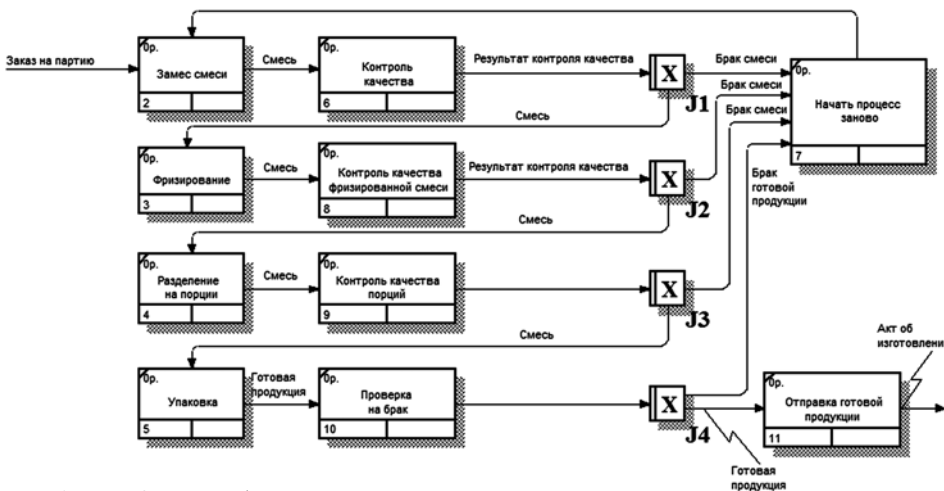 Заказ на партию
0р.
Замес смеси
2
Смесь
0р.
Контроль
качества
6
Результат контроля качества
X
J1
Брак смеси
Брак смеси
Брак смеси
0р.
Начать процесс
заново
7
Смесь
0р.
Фризирование
3
Смесь
0р.
Контроль качества
фризированной смеси
8
Результат контроля качества
X
J2
Брак
готовой
продукции
Смесь
0р.
Разделение
на порции
4
Смесь
0р.
Контроль качества
порций
9
X
J3
Смесь
0р.
Упаковка
5
Готовая
продукция
0р.
Проверка
на брак
10
X
J4
Готовая
продукция
0р.
Отправка готовой
продукции
11
Акт об
изготовлени